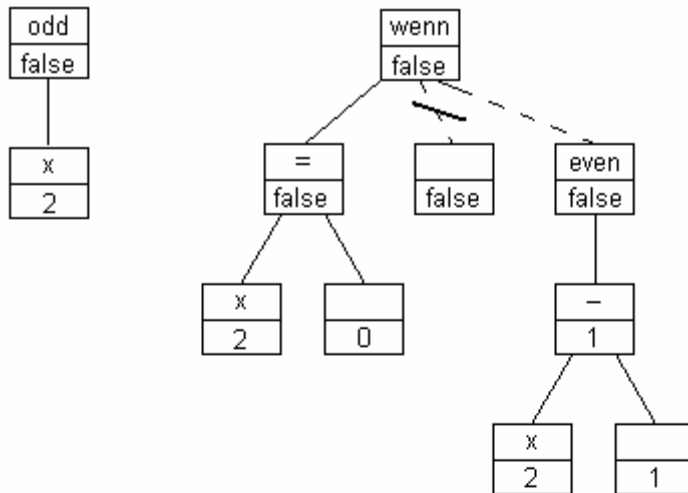 odd
false
x
2
wenn
false
=
false
false
even
false
x
2
0
–
1
x
2
1